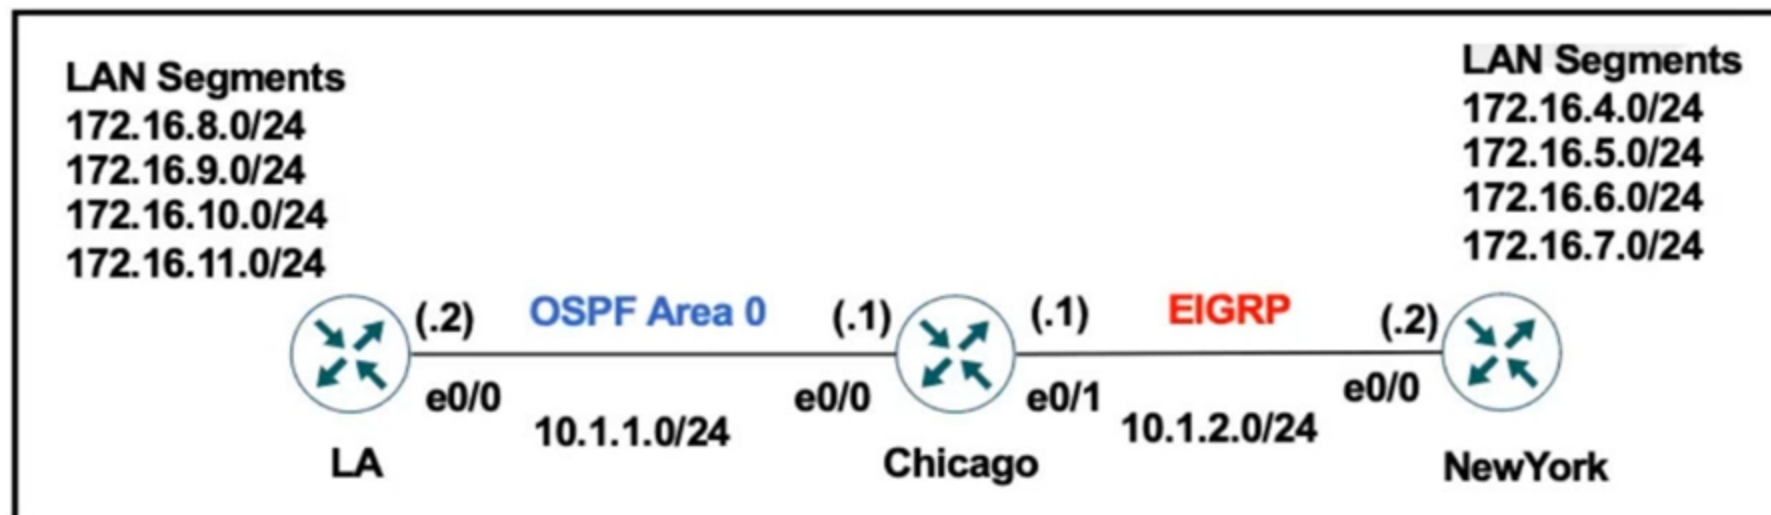 LAN Segments
172.16.8.0/24
172.16.9.0/24
172.16.10.0/24
172.16.11.0/24
LAN Segments
172.16.4.0/24
172.16.5.0/24
172.16.6.0/24
172.16.7.0/24
(.2)
OSPF Area 0
(.1)
(.1)
EIGRP
(.2)
e0/0
10.1.1.0/24
e0/0
e0/1
10.1.2.0/24
e0/0
LA
Chicago
NewYork